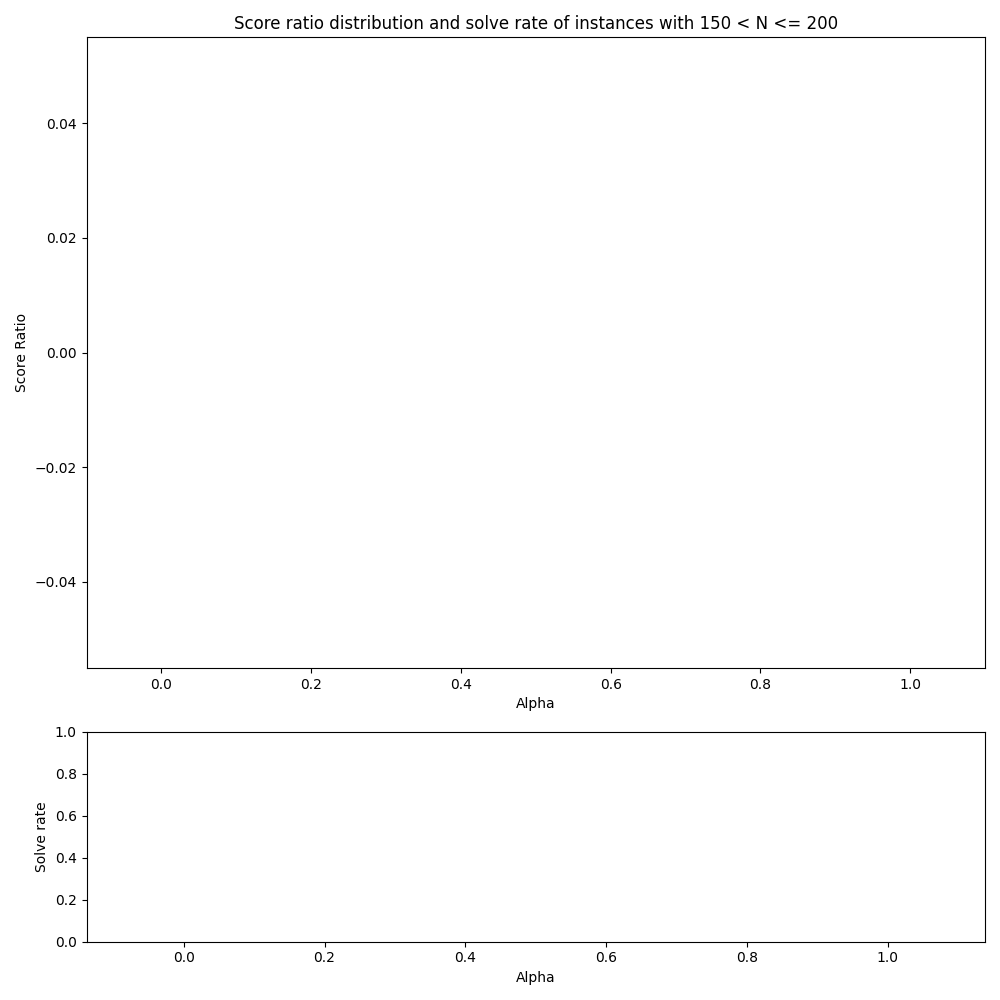 Score ratio distribution and solve rate of instances with 150 < N <= 200
0.04
0.02
0.00
−0.02
−0.04
Score Ratio
0.0 0.2 0.4 0.6 0.8 1.0
Alpha
1.0
0.8
0.6
0.4
0.2
0.0
Solve rate
0.0 0.2 0.4 0.6 0.8 1.0
Alpha